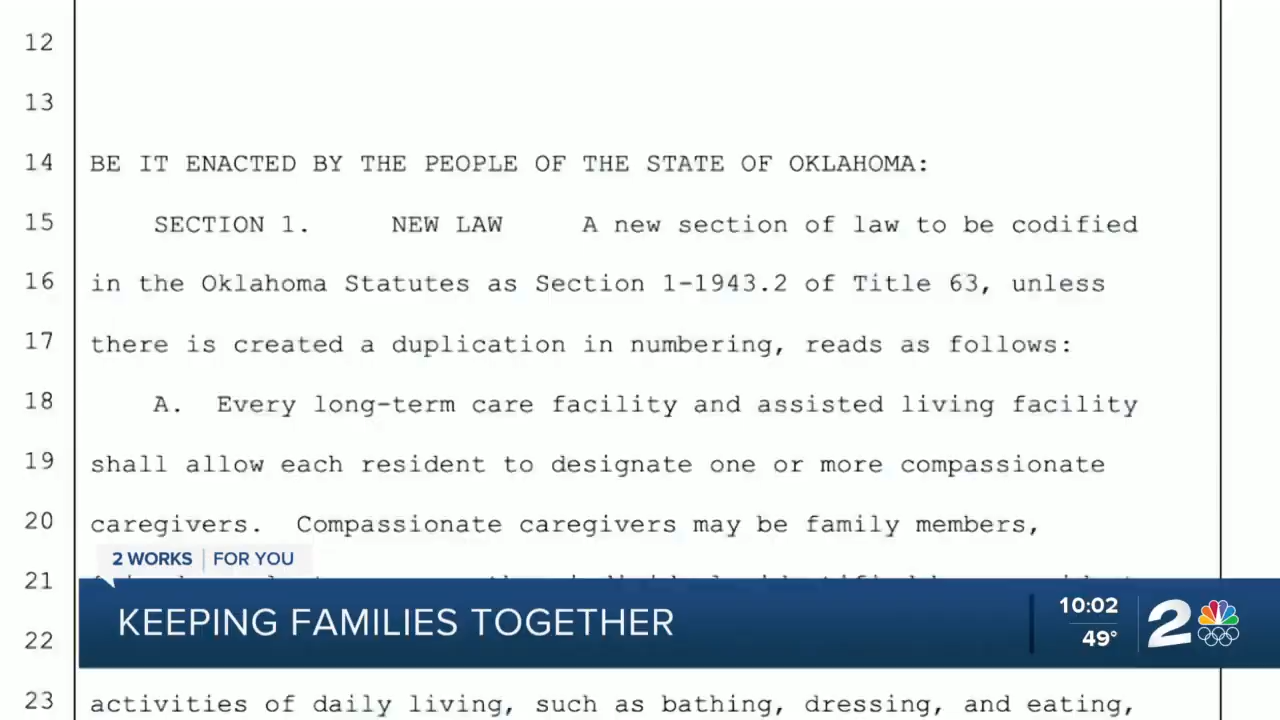 12
13
14 BE IT ENACTED BY THE PEOPLE OF THE STATE OF OKLAHOMA:
15 SECTION 1. NEW LAW A new section of law to be codified
16 in the Oklahoma Statutes as Section 1-1943.2 of Title 63, unless
17 there is created a duplication in numbering, reads as follows:
18 A. Every long-term care facility and assisted living facility
19 shall allow each resident to designate one or more compassionate
20 caregivers. Compassionate caregivers may be family members,
2 WORKS FOR YOU
21
KEEPING FAMILIES TOGETHER
10:02
49°
2
22
23 activities of daily living, such as bathing, dressing, and eating,